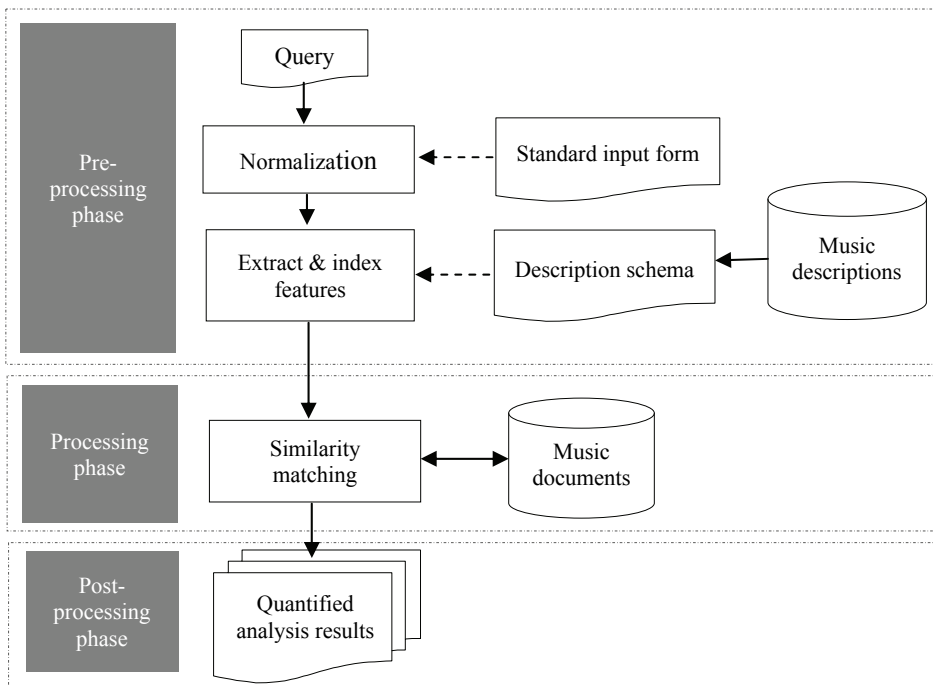 Pre-
processing
phase
Query
Normalization
Standard input form
Extract & index
features
Description schema
Music
descriptions
Processing
phase
Similarity
matching
Music
documents
Post-
processing
phase
Quantified
analysis results